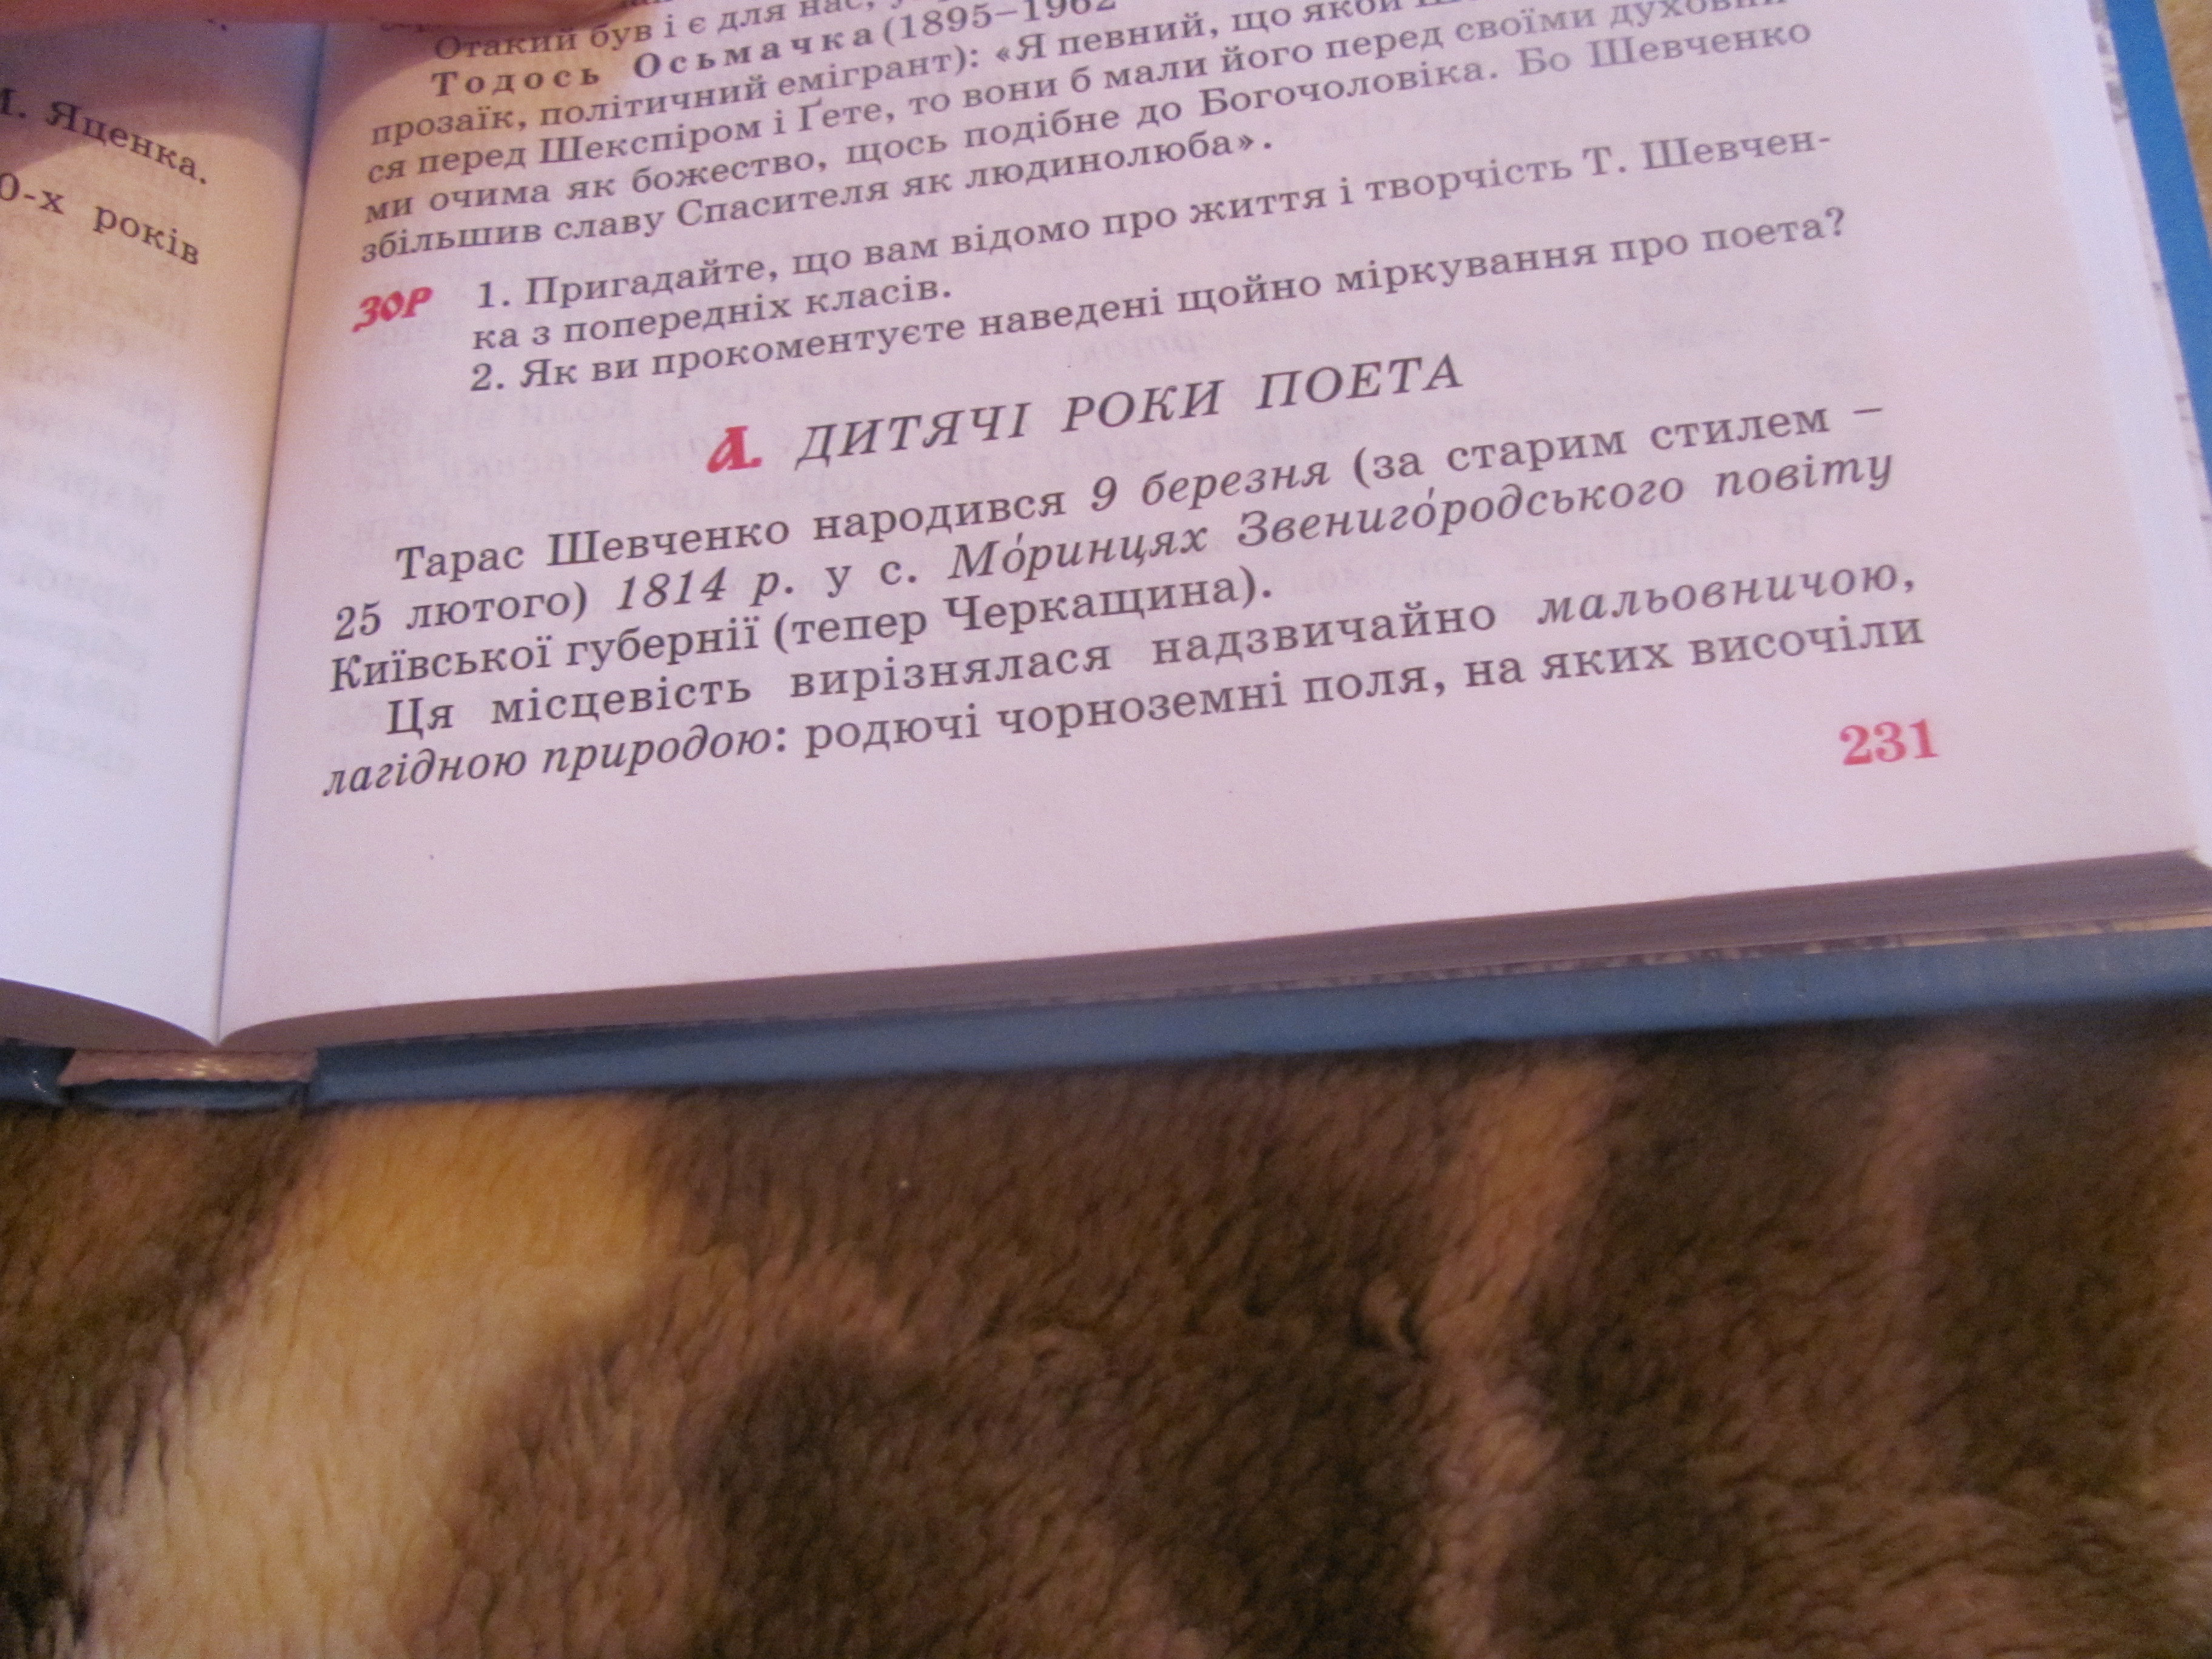 М. Яценка.
0-х років
Отакий був і є для нас,
Тодось Осьмачка (1895–1962
прозаїк, політичний емігрант): «Я певний, що якби
ся перед Шекспіром і Ґете, то вони б мали його перед своїми духовни-
ми очима як божество, щось подібне до Богочоловіка. Бо Шевченко
збільшив славу Спасителя як людинолюба».
ЗОР 1. Пригадайте, що вам відомо про життя і творчість Т. Шевчен-
ка з попередніх класів.
2. Як ви прокоментуєте наведені щойно міркування про поета?
А. ДИТЯЧІ РОКИ ПОЕТА
Тарас Шевченко народився 9 березня (за старим стилем –
25 лютого) 1814 р. у с. Мо́ринцях Звениго́родського повіту
Київської губернії (тепер Черкащина).
Ця місцевість вирізнялася надзвичайно мальовничою,
лагідною природою: родючі чорноземні поля, на яких височіли
231